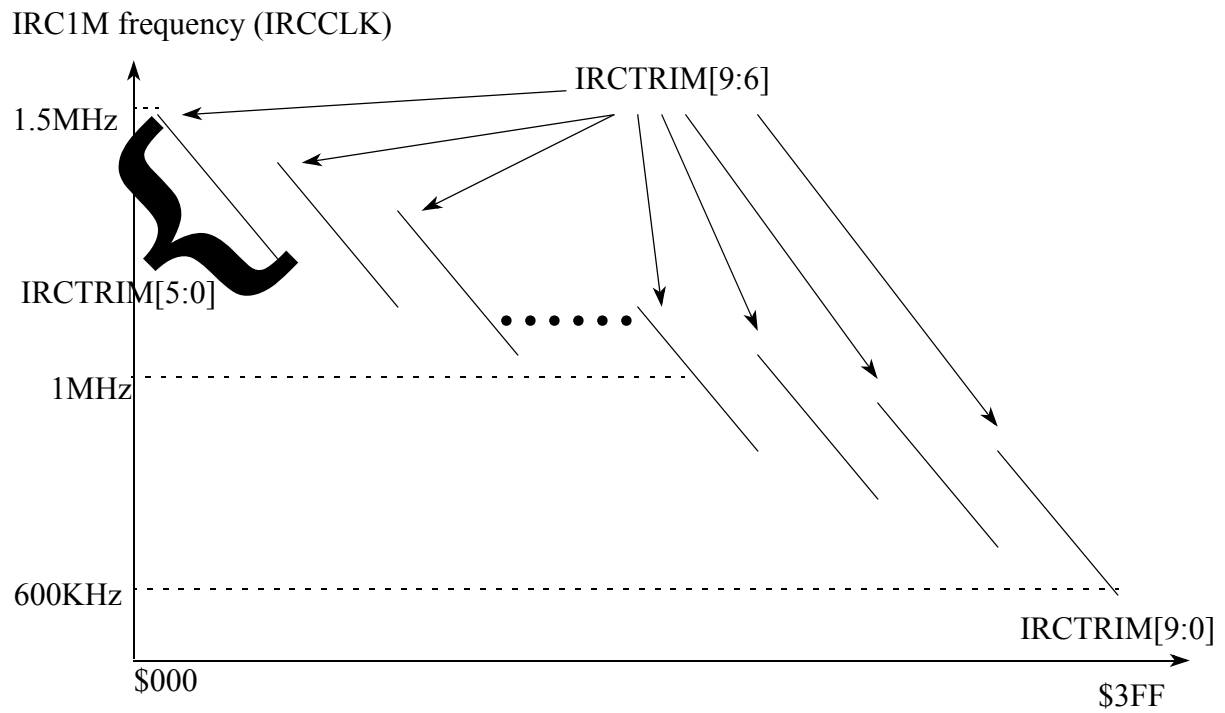 IRC1M frequency (IRCCLK)
IRCTRIM[9:6]
1.5MHz
IRCTRIM[5:0]
1MHz
600KHz
IRCTRIM[9:0]
$000
$3FF